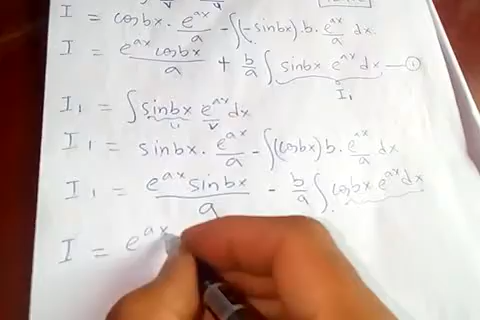 I = cosbx · e^{ax}/a - ∫(-sinbx).b. e^{ax}/a dx.
I = e^{ax} cosbx/a + b/a ∫ sinbx e^{ax} dx — ①
I₁
I₁ = ∫ sinbx e^{ax} dx
u v
I₁ = sinbx. e^{ax}/a - ∫(cosbx) b. e^{ax}/a dx
I₁ = e^{ax} sinbx/a - b/a ∫ cosbx e^{ax} dx
I = e^{ax}